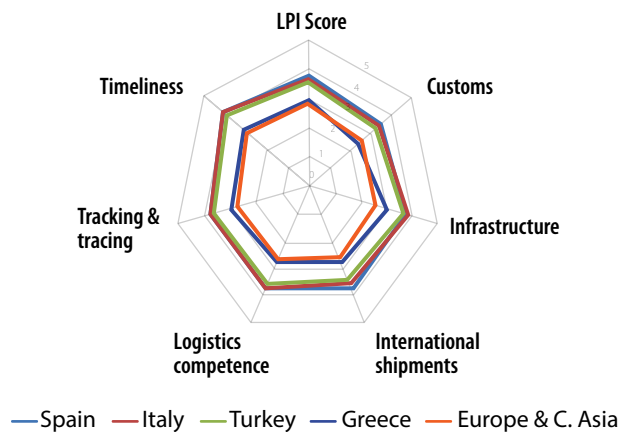 LPI Score
5
Timeliness
4
Customs
2
1
0
Tracking &
tracing
Infrastructure
Logistics
competence
International
shipments
Spain Italy Turkey Greece Europe & C. Asia